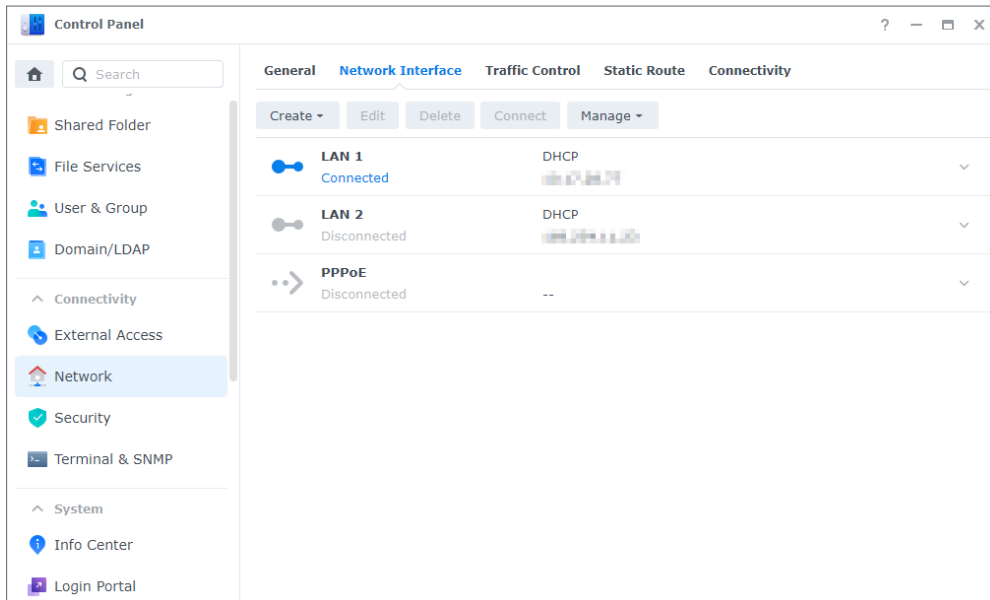 Control Panel
?
Search
Shared Folder
File Services
User & Group
Domain/LDAP
Connectivity
External Access
Network
Security
Terminal & SNMP
System
Info Center
Login Portal
General Network Interface Traffic Control Static Route Connectivity
Create Edit Delete Connect Manage
LAN 1 DHCP
Connected
LAN 2 DHCP
Disconnected
PPPoE
Disconnected --